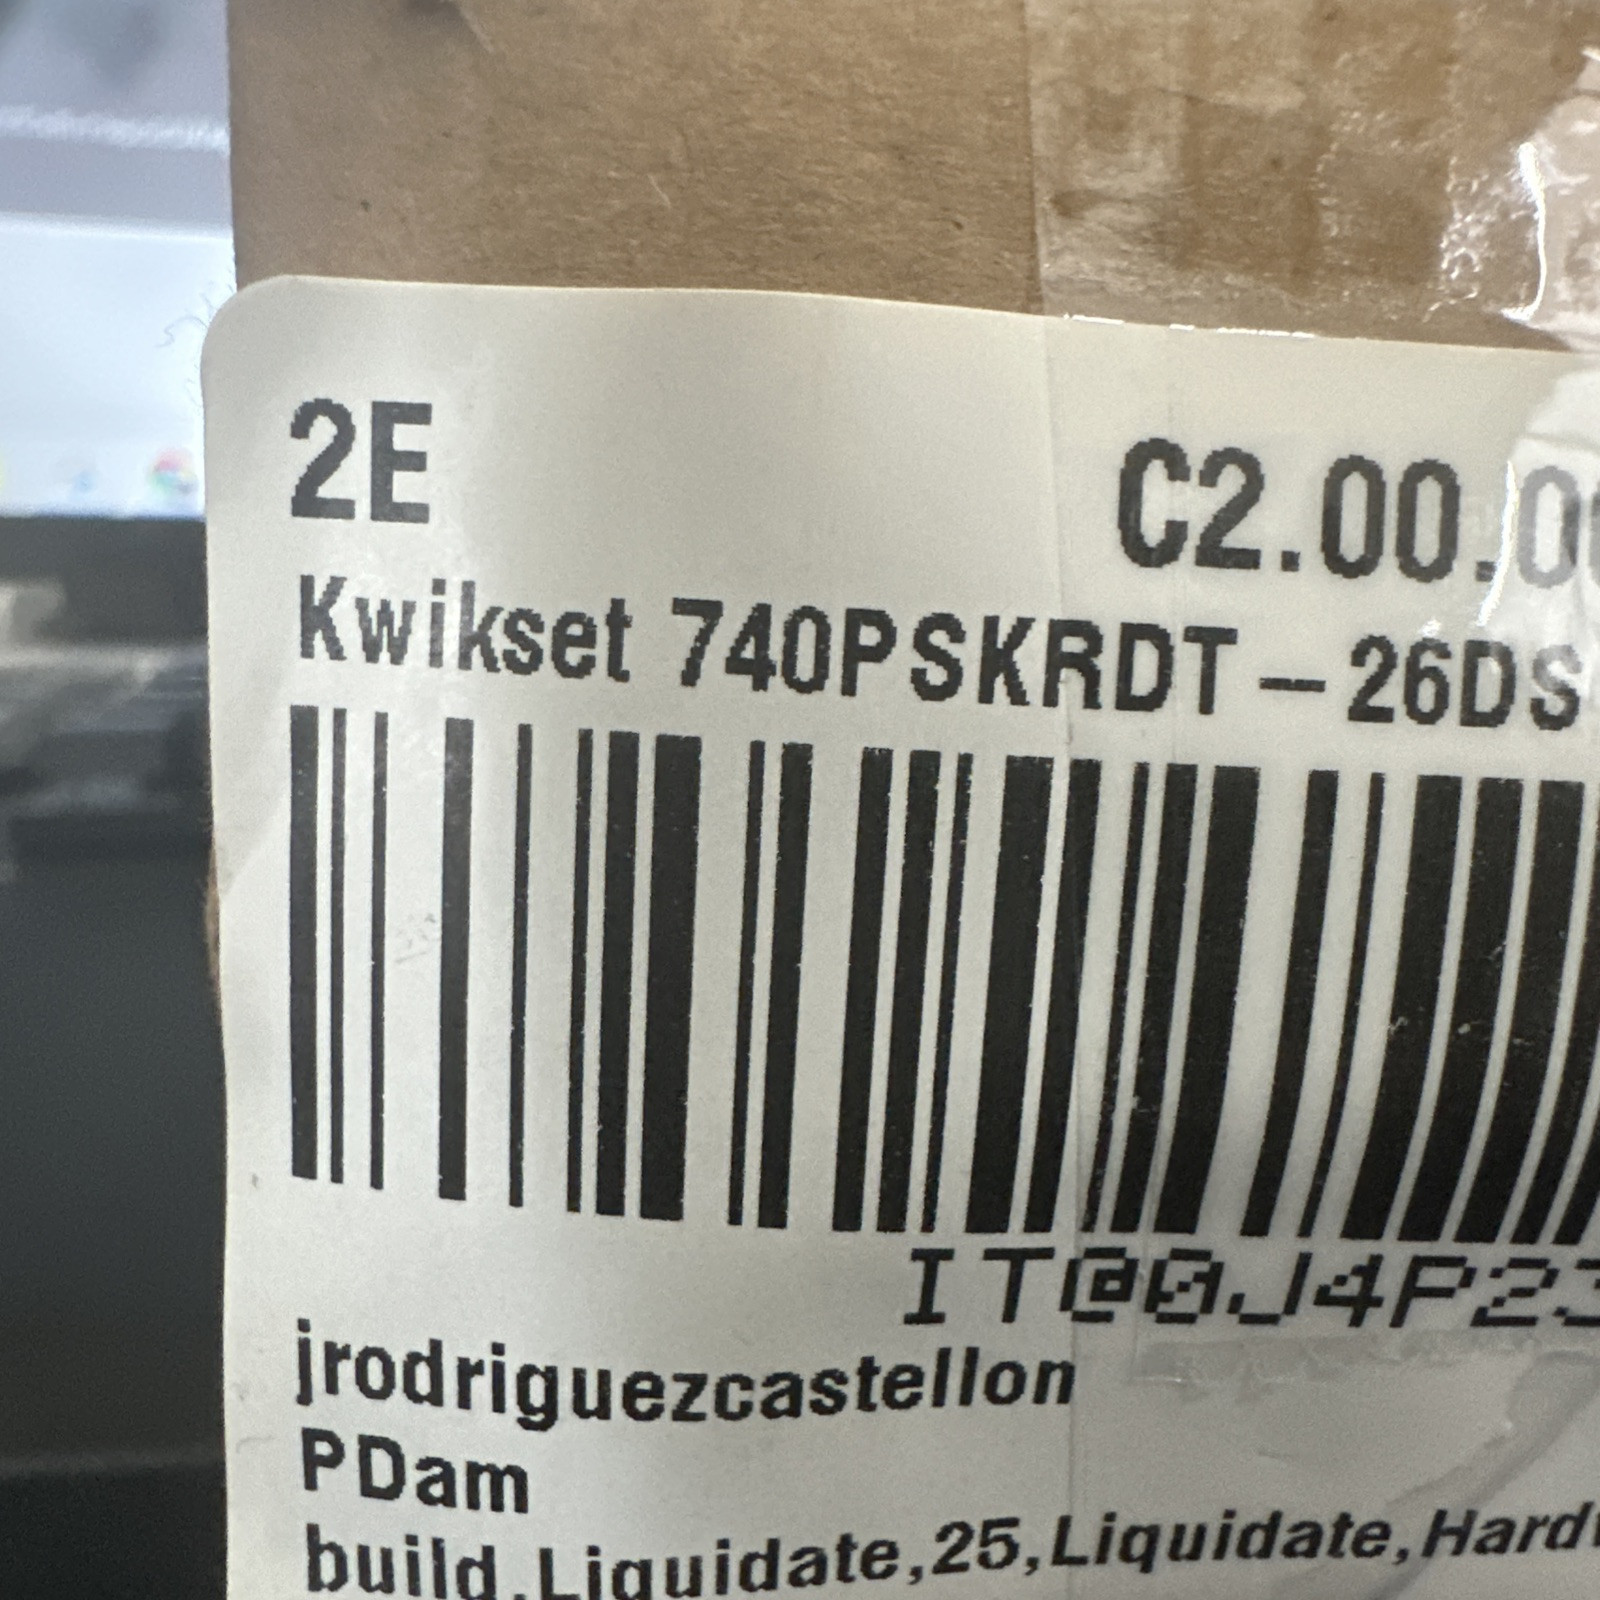 2E
C2.00.0
Kwikset 740PSKRDT-26DS
IT@0J4P23
jrodriguezcastellon
PDam
build,Liquidate,25,Liquidate,Hard